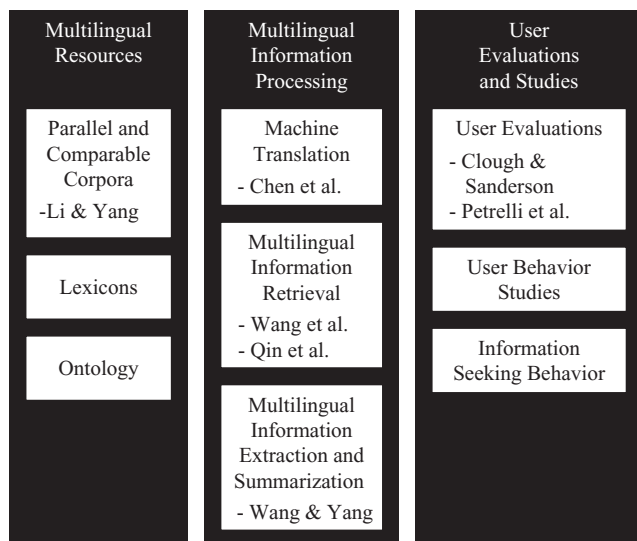 Multilingual
Resources
Parallel and
Comparable
Corpora
-Li & Yang
Lexicons
Ontology
Multilingual
Information
Processing
Machine
Translation
- Chen et al.
Multilingual
Information
Retrieval
- Wang et al.
- Qin et al.
Multilingual
Information
Extraction and
Summarization
- Wang & Yang
User
Evaluations
and Studies
User Evaluations
- Clough &
Sanderson
- Petrelli et al.
User Behavior
Studies
Information
Seeking Behavior